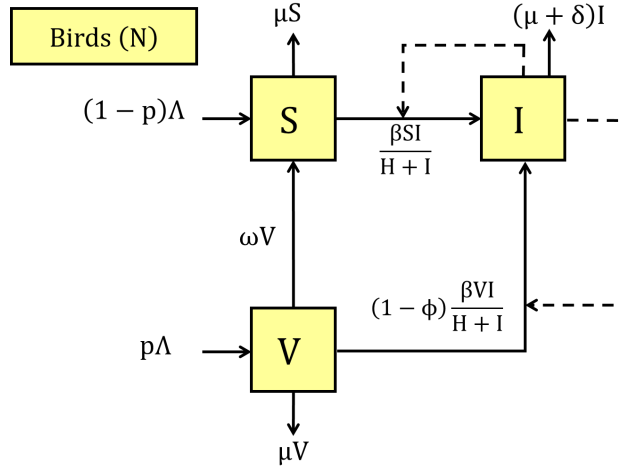 Birds (N)
μS
(μ + δ)I
(1 − p)Λ
S
I
βSI
H + I
ωV
(1 − ϕ) βVI
H + I
pΛ
V
μV